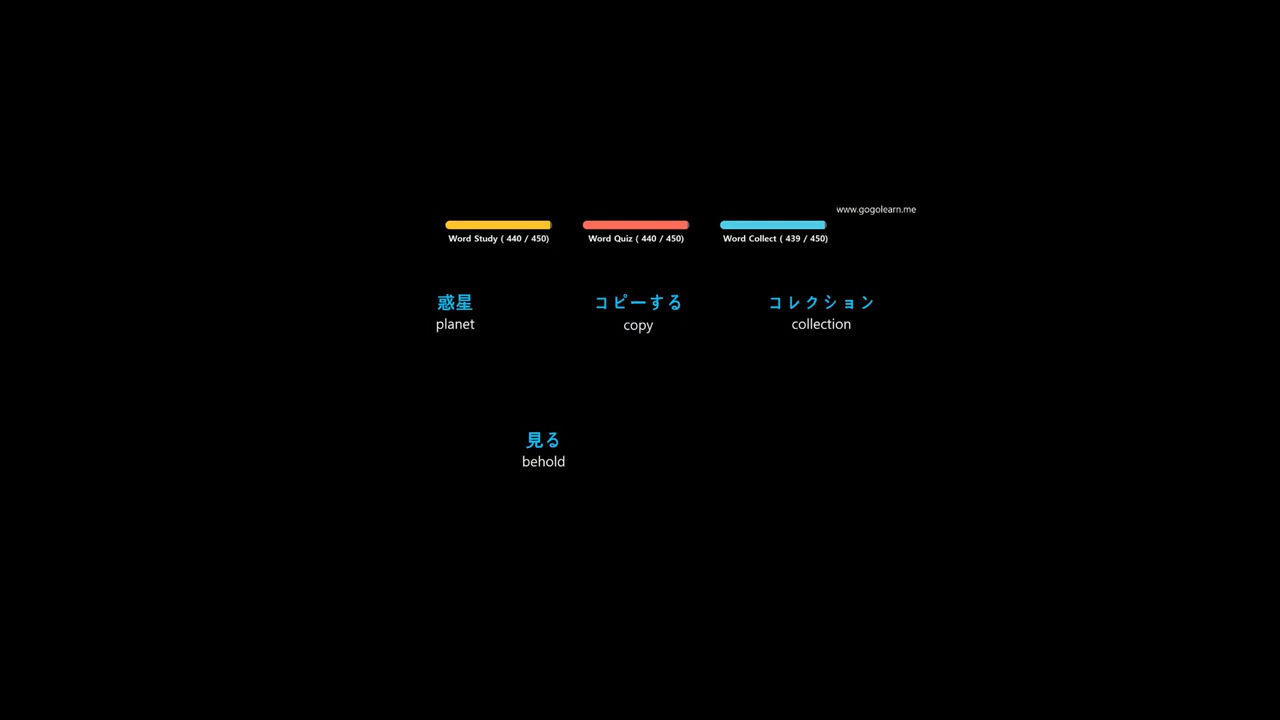 www.gogolearn.me
Word Study ( 440 / 450)
Word Quiz ( 440 / 450)
Word Collect ( 439 / 450)
惑星
planet
コピーする
copy
コレクション
collection
見る
behold